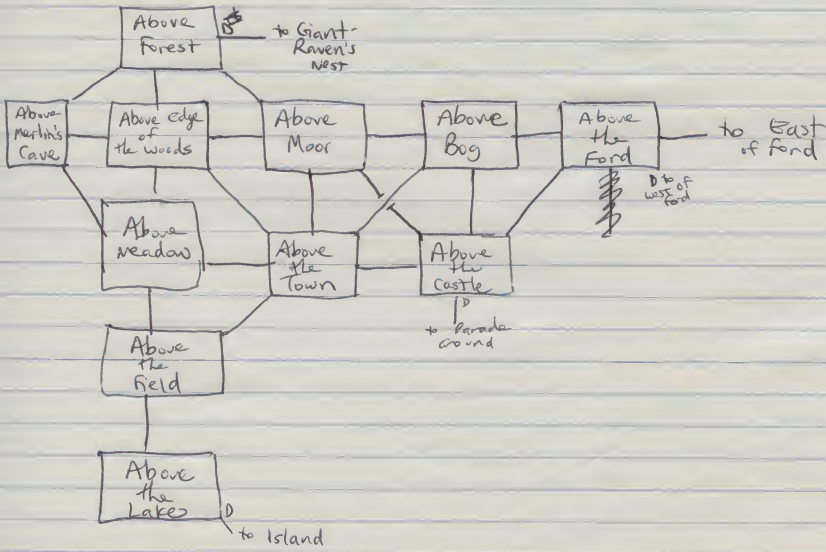 Above
Forest
D
to Giant-
Raven's
Nest
Above
Merlin's
Cave
Above Edge
of
the Woods
Above
Moor
Above
Bog
Above
the
Ford
to East
of Ford
D to
West of
Ford
Above
Meadow
Above
the
Town
Above
the
Castle
D
to Parade
Ground
Above
the
Field
Above
the
Lake
D
to Island